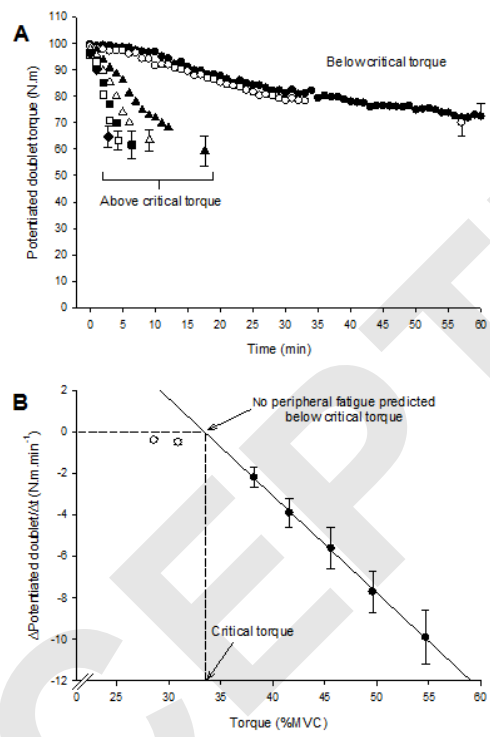 A
110
100
90
80
70
60
50
40
30
20
10
0
Potentiated doublet torque (N.m)
Below critical torque
Above critical torque
0 5 10 15 20 25 30 35 40 45 50 55 60
Time (min)
B
2
0
-2
-4
-6
-8
-10
-12
ΔPotentiated doublet/Δt (N.m.min⁻¹)
No peripheral fatigue predicted
below critical torque
Critical torque
0 30 35 40 45 50 55 60
Torque (%MVC)